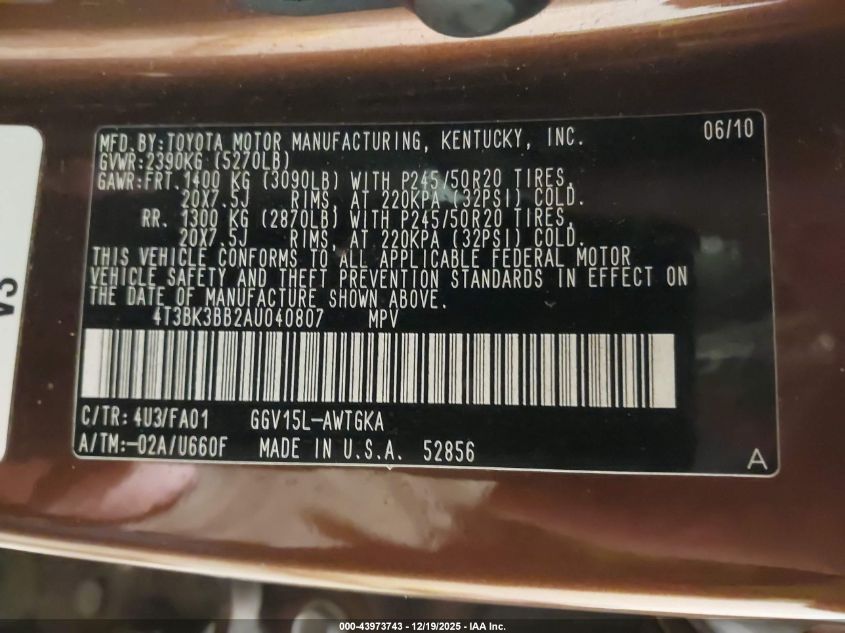 MFD.BY:TOYOTA MOTOR MANUFACTURING, KENTUCKY, INC. 06/10
GVWR:2390KG (5270LB)
GAWR:FRT.1400 KG (3090LB) WITH P245/50R20 TIRES,
20X7.5J RIMS, AT 220KPA (32PSI) COLD.
RR. 1300 KG (2870LB) WITH P245/50R20 TIRES,
20X7.5J RIMS, AT 220KPA (32PSI) COLD.
THIS VEHICLE CONFORMS TO ALL APPLICABLE FEDERAL MOTOR
VEHICLE SAFETY AND THEFT PREVENTION STANDARDS IN EFFECT ON
THE DATE OF MANUFACTURE SHOWN ABOVE.
4T3BK3BB2AU040807 MPV
C/TR: 4U3/FA01 GGV15L-AWTGKA
A/TM:-02A/U660F MADE IN U.S.A. 52856
A
000-43973743 - 12/19/2025 - IAA Inc.